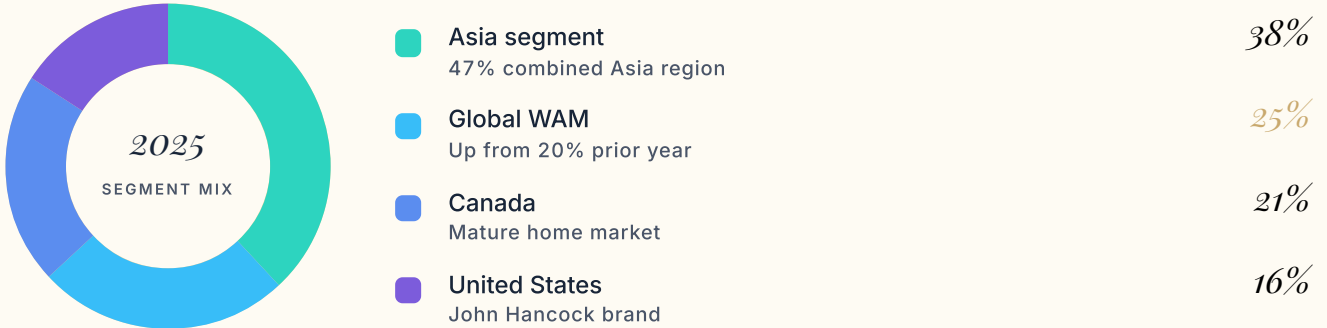 2025
SEGMENT MIX
Asia segment
47% combined Asia region
38%
Global WAM
Up from 20% prior year
25%
Canada
Mature home market
21%
United States
John Hancock brand
16%